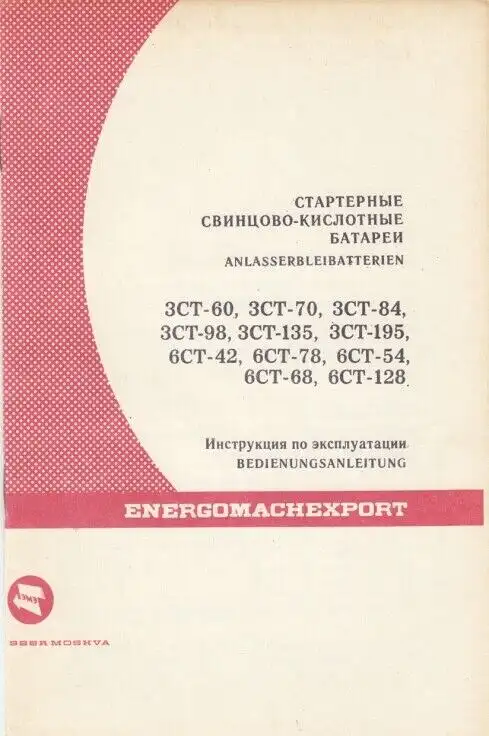 СТАРТЕРНЫЕ
СВИНЦОВО-КИСЛОТНЫЕ
БАТАРЕИ
ANLASSERBLEIBATTERIEN
3СТ-60, 3СТ-70, 3СТ-84,
3СТ-98, 3СТ-135, 3СТ-195,
6СТ-42, 6СТ-78, 6СТ-54,
6СТ-68, 6СТ-128
Инструкция по эксплуатации
BEDIENUNGSANLEITUNG
ENERGOMACHEXPORT
SSSR MOSKVA